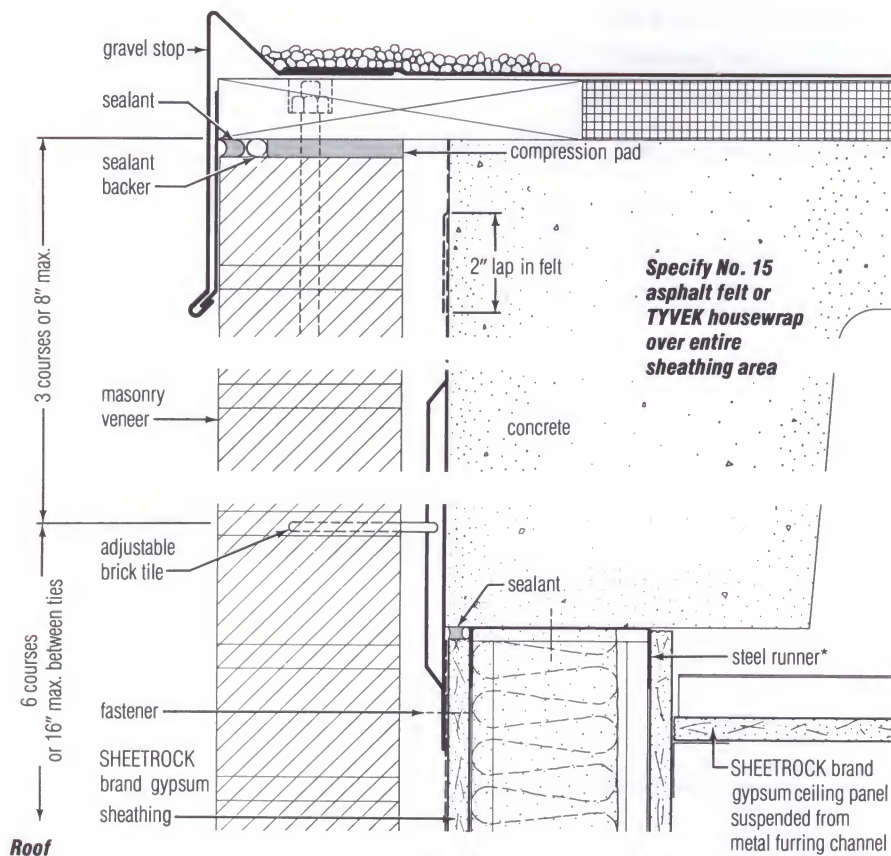 gravel stop
sealant
sealant
backer
compression pad
3 courses or 8″ max.
2″ lap in felt
Specify No. 15
asphalt felt or
TYVEK housewrap
over entire
sheathing area
masonry
veneer
concrete
adjustable
brick tile
sealant
6 courses
or 16″ max. between ties
steel runner*
fastener
SHEETROCK
brand gypsum
sheathing
SHEETROCK brand
gypsum ceiling panel
suspended from
metal furring channel
Roof